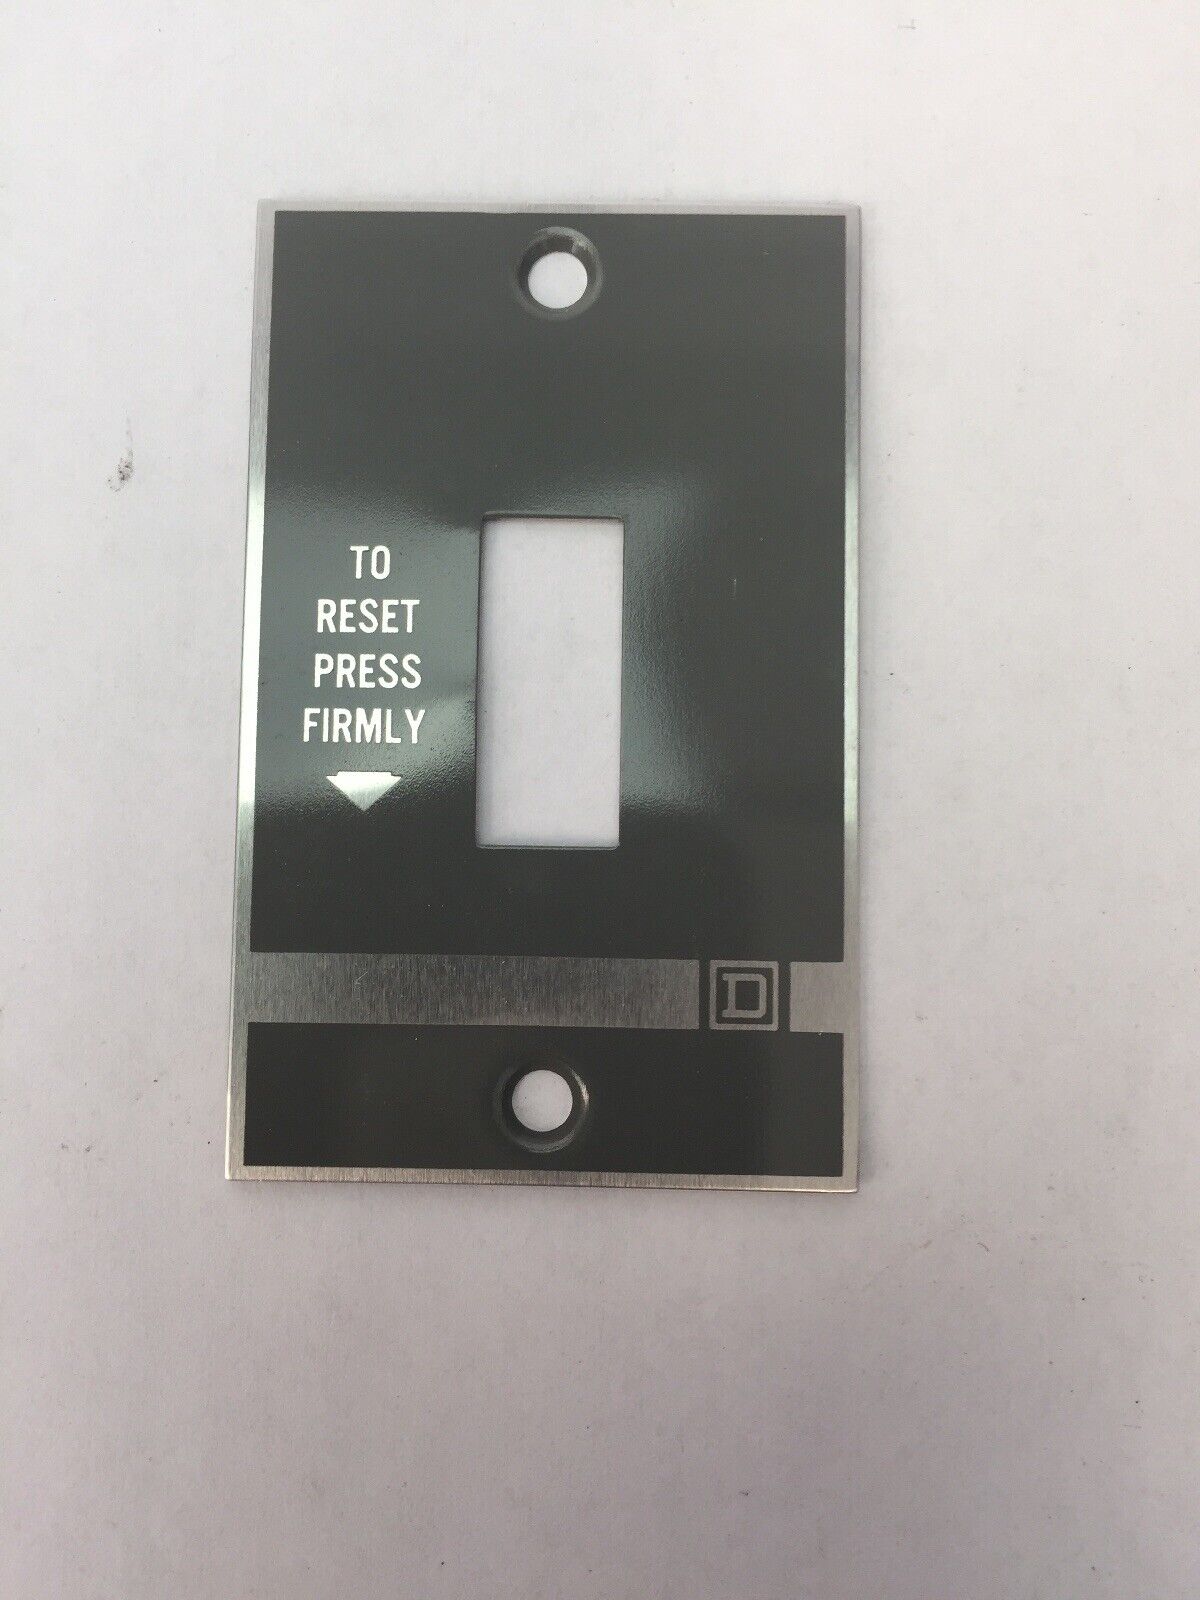 TO
RESET
PRESS
FIRMLY
D